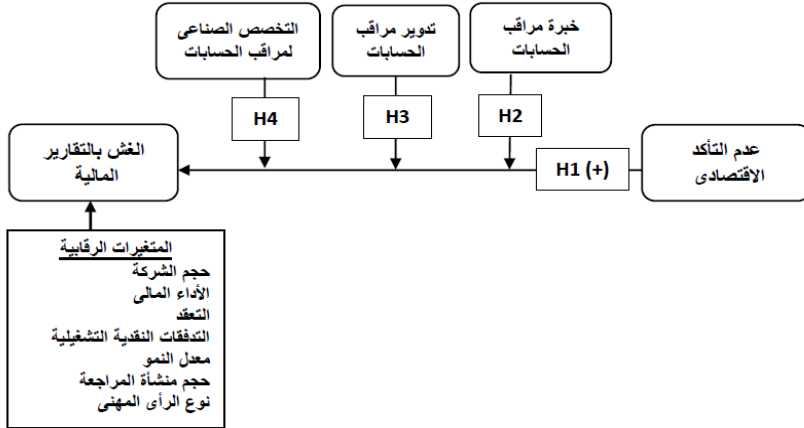 خبرة مراقب
الحسابات
تدوير مراقب
الحسابات
التخصص الصناعى
لمراقب الحسابات
H2
H3
H4
عدم التأكد
الاقتصادى
H1 (+)
الغش بالتقارير
المالية
المتغيرات الرقابية
حجم الشركة
الأداء المالى
التعقد
التدفقات النقدية التشغيلية
معدل النمو
حجم منشأة المراجعة
نوع الرأى المهنى